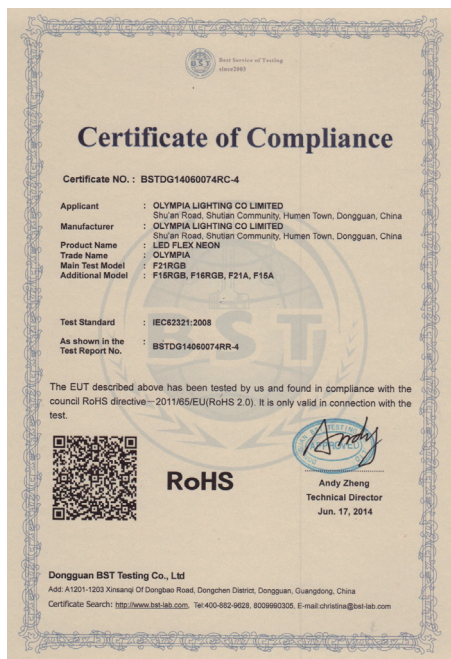 BST
Best Service of Testing
since2003
Certificate of Compliance
Certificate NO. : BSTDG14060074RC-4
Applicant : OLYMPIA LIGHTING CO LIMITED
Shu'an Road, Shutian Community, Humen Town, Dongguan, China
Manufacturer : OLYMPIA LIGHTING CO LIMITED
Shu'an Road, Shutian Community, Humen Town, Dongguan, China
Product Name : LED FLEX NEON
Trade Name : OLYMPIA
Main Test Model : F21RGB
Additional Model : F15RGB, F16RGB, F21A, F15A
BST
Test Standard : IEC62321:2008
As shown in the :
Test Report No. BSTDG14060074RR-4
The EUT described above has been tested by us and found in compliance with the
council RoHS directive－2011/65/EU(RoHS 2.0). It is only valid in connection with the
test.
RoHS
APPROVED
Andy
Andy Zheng
Technical Director
Jun. 17, 2014
Dongguan BST Testing Co., Ltd
Add: A1201-1203 Xinsanqi Of Dongbao Road, Dongchen District, Dongguan, Guangdong, China
Certificate Search: http://www.bst-lab.com, Tel:400-882-9628, 8009990305, E-mail:christina@bst-lab.com